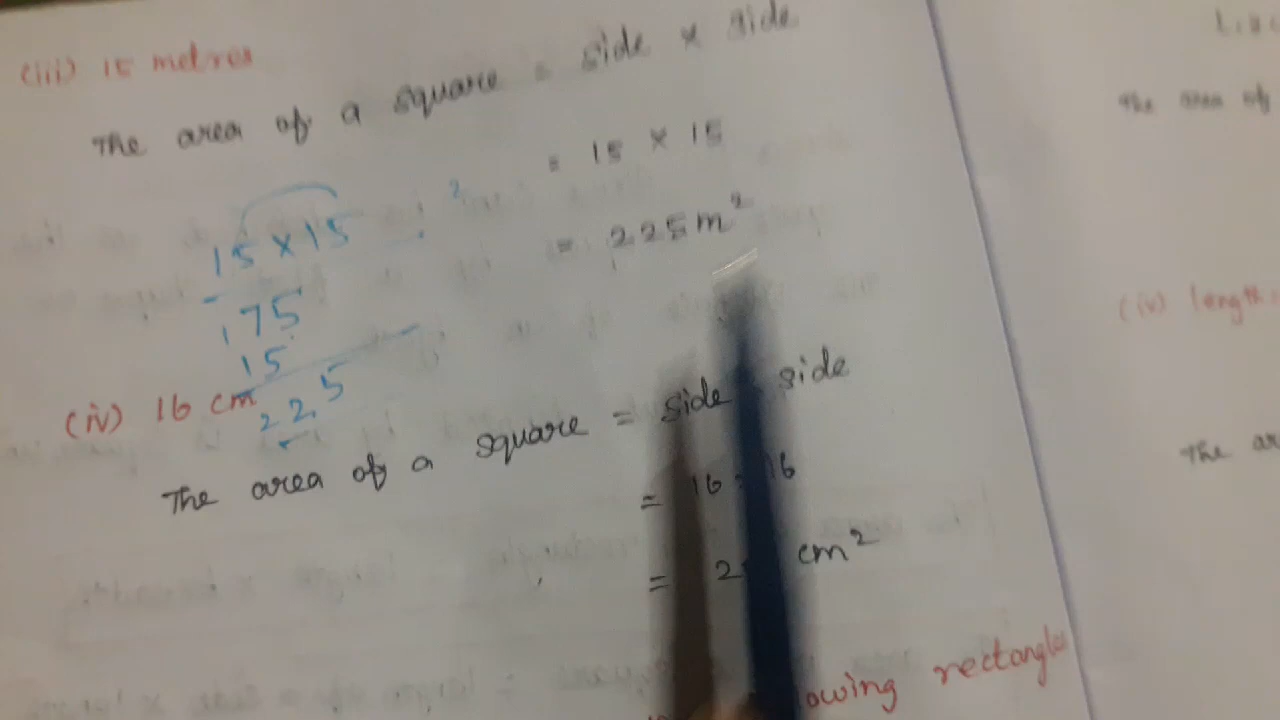 (iii) 15 metres
The area of a square = side × side
= 15 × 15
= 225 m²
15 × 15
75
15
225
(iv) 16 cm
The area of a square = side side
= 16 16
= 2 cm²
owing rectangle
The area of
(iv) length
The